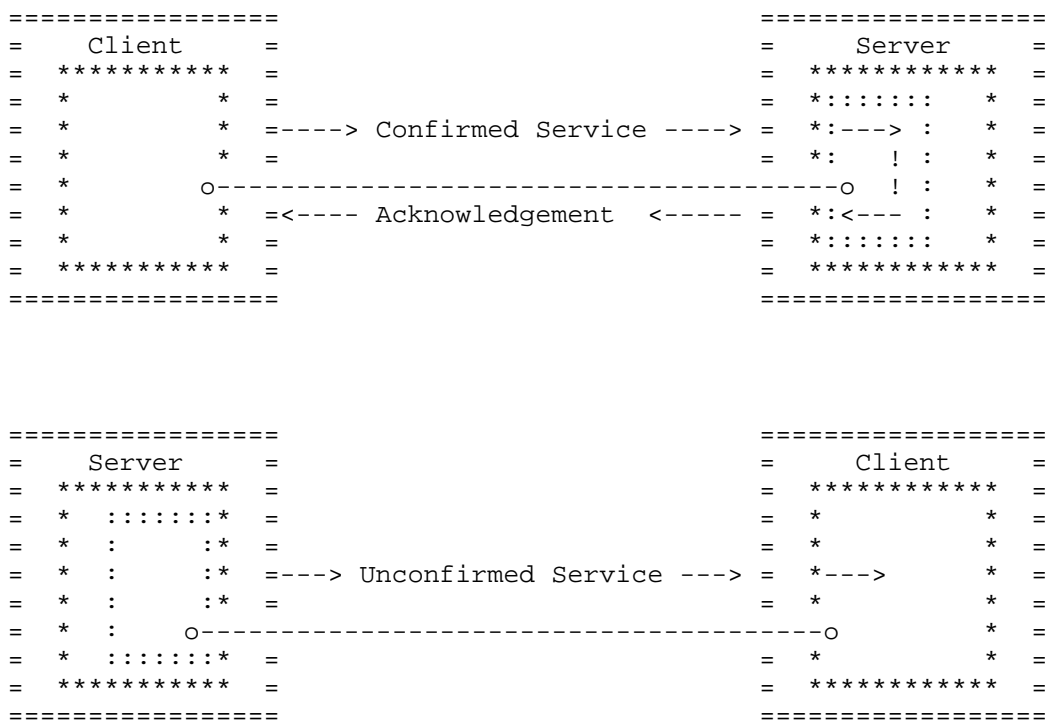 Client Server
----> Confirmed Service ---->
<---- Acknowledgement <-----
Server Client
---> Unconfirmed Service --->